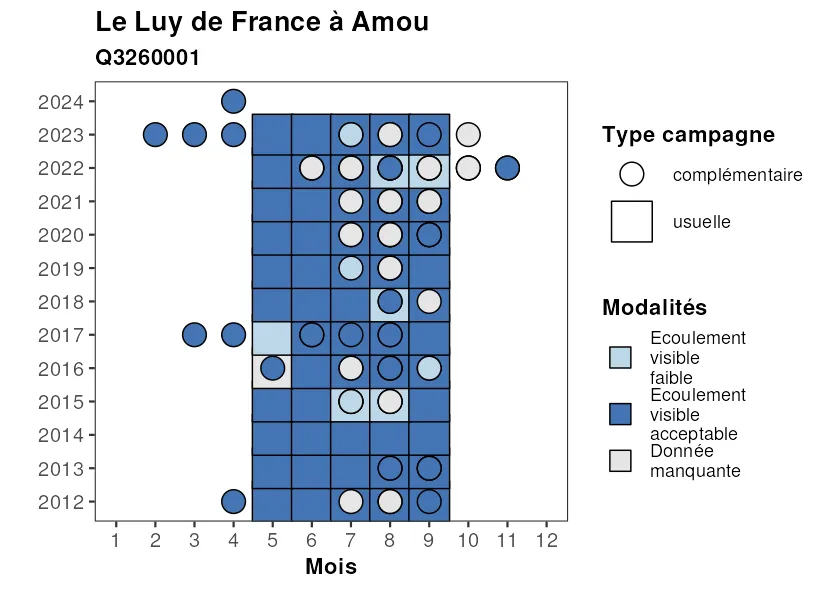 Le Luy de France à Amou
Q3260001
2024
2023
2022
2021
2020
2019
2018
2017
2016
2015
2014
2013
2012
1 2 3 4 5 6 7 8 9 10 11 12
Mois
Type campagne
complémentaire
usuelle
Modalités
Ecoulement
visible
faible
Ecoulement
visible
acceptable
Donnée
manquante